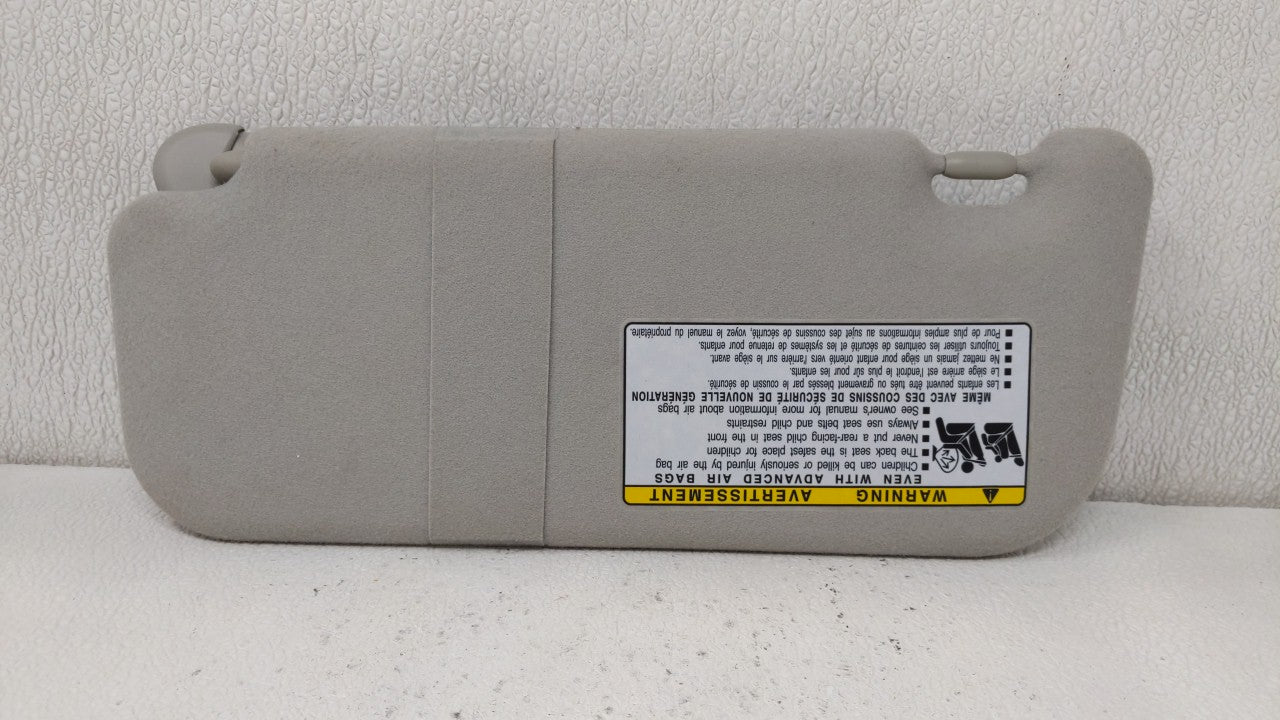 WARNING AVERTISSEMENT
EVEN WITH ADVANCED AIR BAGS
■ Children can be killed or seriously injured by the air bag
■ The back seat is the safest place for children
■ Never put a rear-facing child seat in the front
■ Always use seat belts and child restraints
■ See owner's manual for more information about air bags
MÊME AVEC DES COUSSINS DE SÉCURITÉ DE NOUVELLE GÉNÉRATION
■ Les enfants peuvent être tués ou gravement blessés par le coussin de sécurité.
■ Le siège arrière est l'endroit le plus sûr pour les enfants.
■ Ne mettez jamais un siège pour enfant orienté vers l'arrière sur le siège avant.
■ Toujours utiliser les ceintures de sécurité et les systèmes de retenue pour enfants.
■ Pour de plus amples informations au sujet des coussins de sécurité, voyez le manuel du propriétaire.